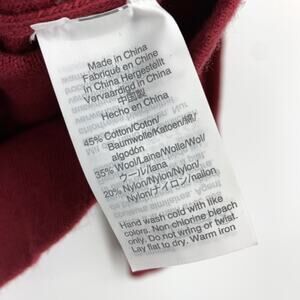 Made in China
Fabriqué en Chine
In China Hergestellt
Vervaardigd in China
中国製
Hecho en China
45% Cotton/Coton/
Baumwolle/Katoen/綿/
algodón
35% Wool/Laine/Wolle/Wol/
ウール/lana
20% Nylon/Nylon/Nylon/
Nylon/ナイロン/nailon
Hand wash cold with like
colors. Non chlorine bleach
only. Do not wring or twist.
Lay flat to dry. Warm iron